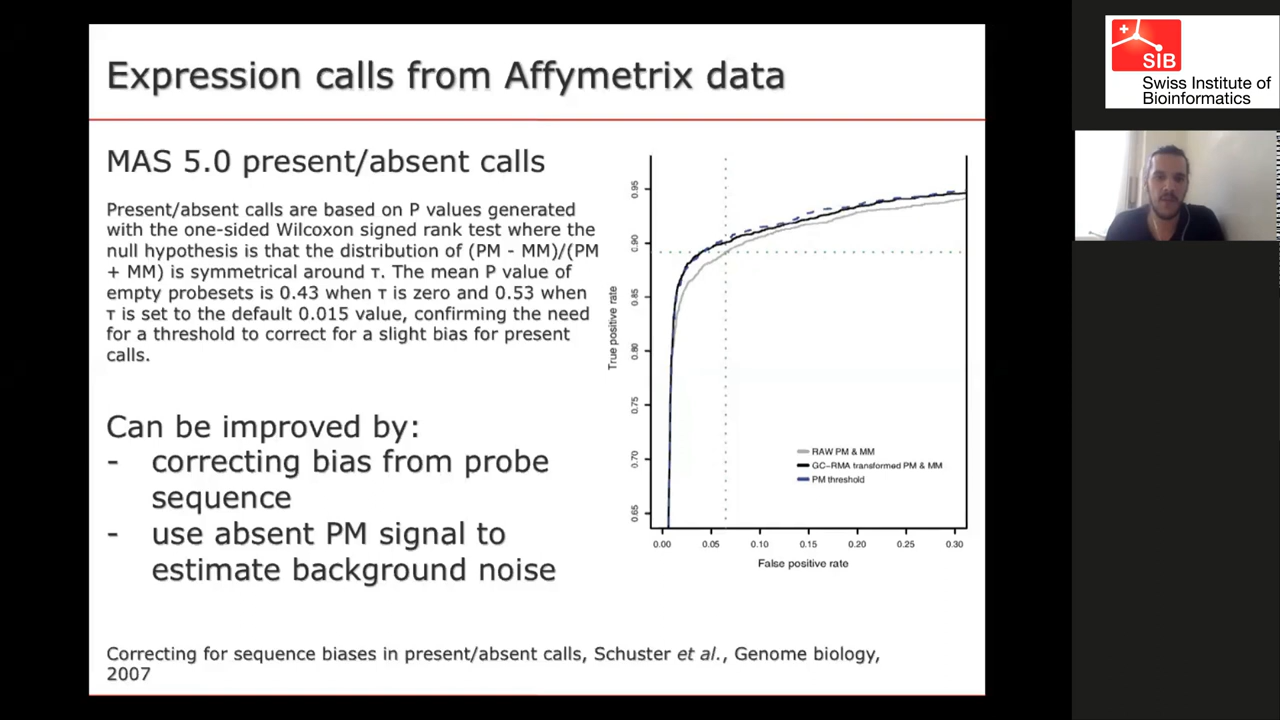 Expression calls from Affymetrix data
MAS 5.0 present/absent calls
Present/absent calls are based on P values generated
with the one-sided Wilcoxon signed rank test where the
null hypothesis is that the distribution of (PM - MM)/(PM
+ MM) is symmetrical around τ. The mean P value of
empty probesets is 0.43 when τ is zero and 0.53 when
τ is set to the default 0.015 value, confirming the need
for a threshold to correct for a slight bias for present
calls.
Can be improved by:
- correcting bias from probe
sequence
- use absent PM signal to
estimate background noise
True positive rate
0.95
0.90
0.85
0.80
0.75
0.70
0.65
RAW PM & MM
GC-RMA transformed PM & MM
PM threshold
0.00 0.05 0.10 0.15 0.20 0.25 0.30
False positive rate
Correcting for sequence biases in present/absent calls, Schuster et al., Genome biology,
2007
SIB
Swiss Institute of
Bioinformatics